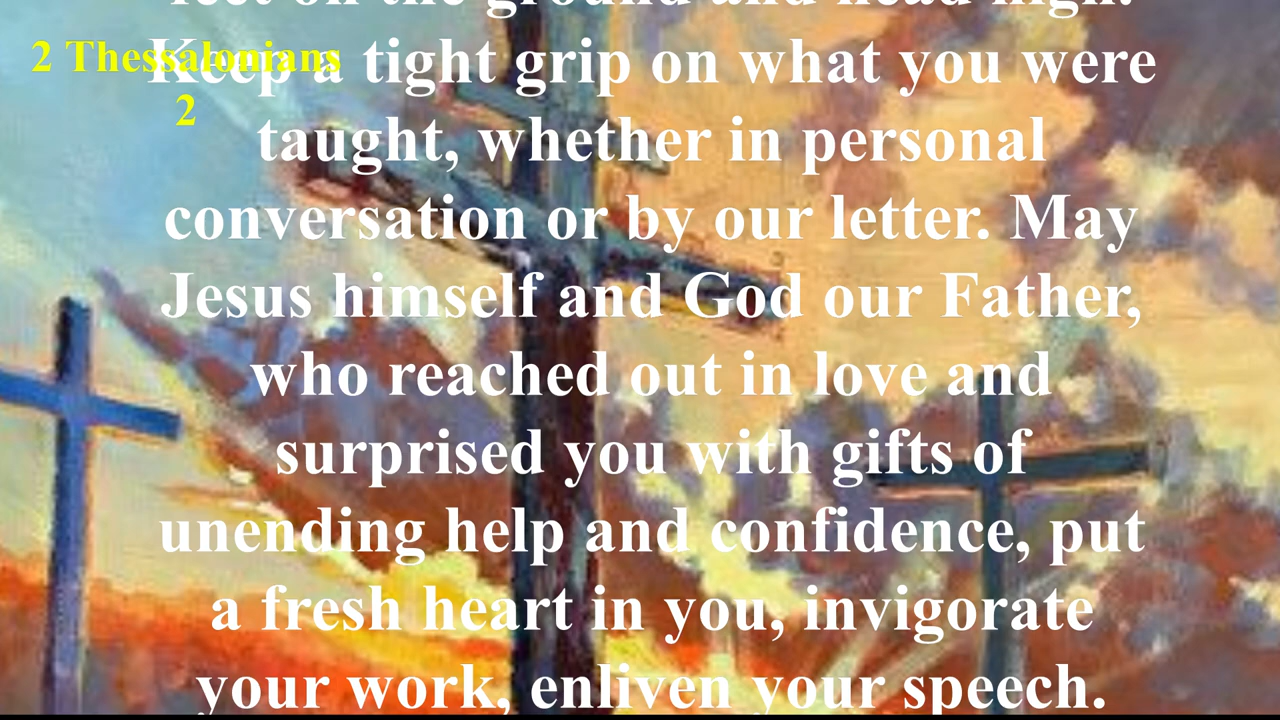 feet on the ground and head high.
2 Thessalonians
2
Keep a tight grip on what you were
taught, whether in personal
conversation or by our letter. May
Jesus himself and God our Father,
who reached out in love and
surprised you with gifts of
unending help and confidence, put
a fresh heart in you, invigorate
your work, enliven your speech.